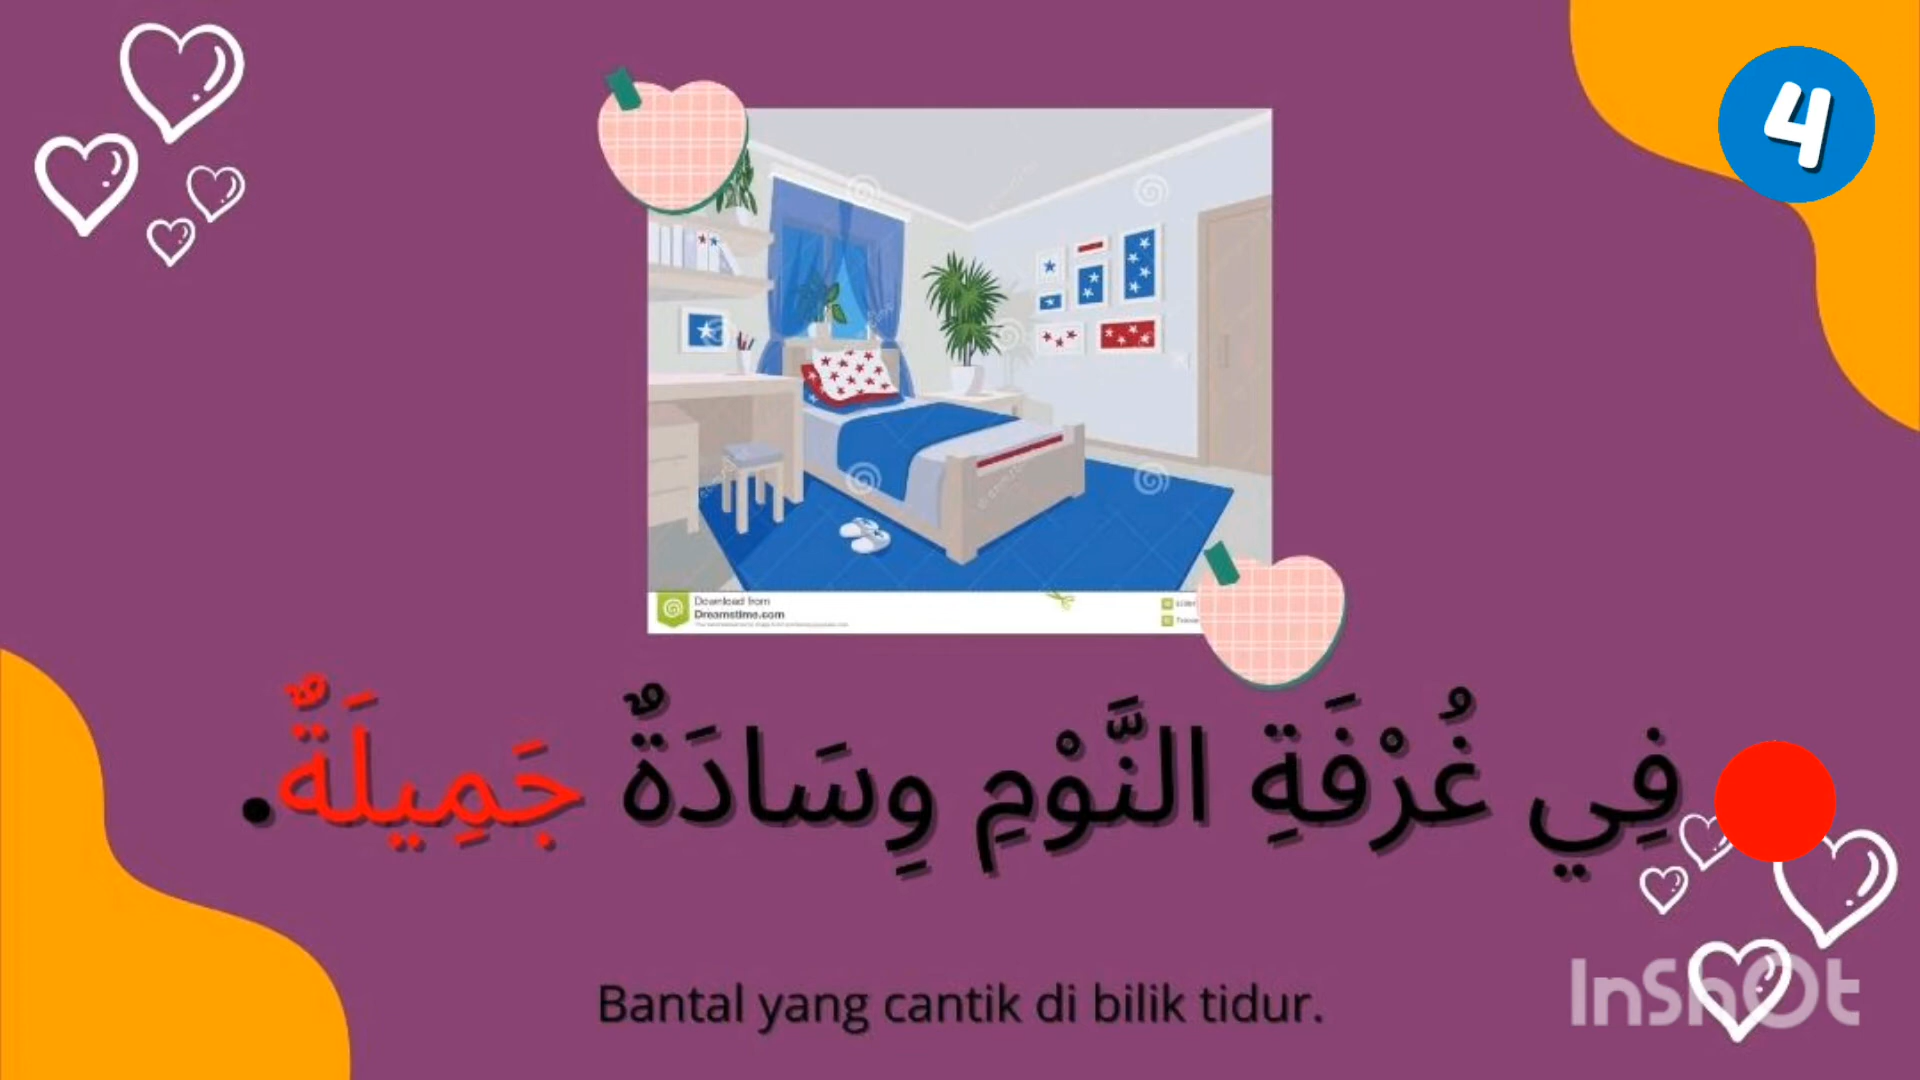 4
Download from
Dreamstime.com
فِي غُرْفَةِ النَّوْمِ وِسَادَةٌ جَمِيلَةٌ.
Bantal yang cantik di bilik tidur.
InShOt